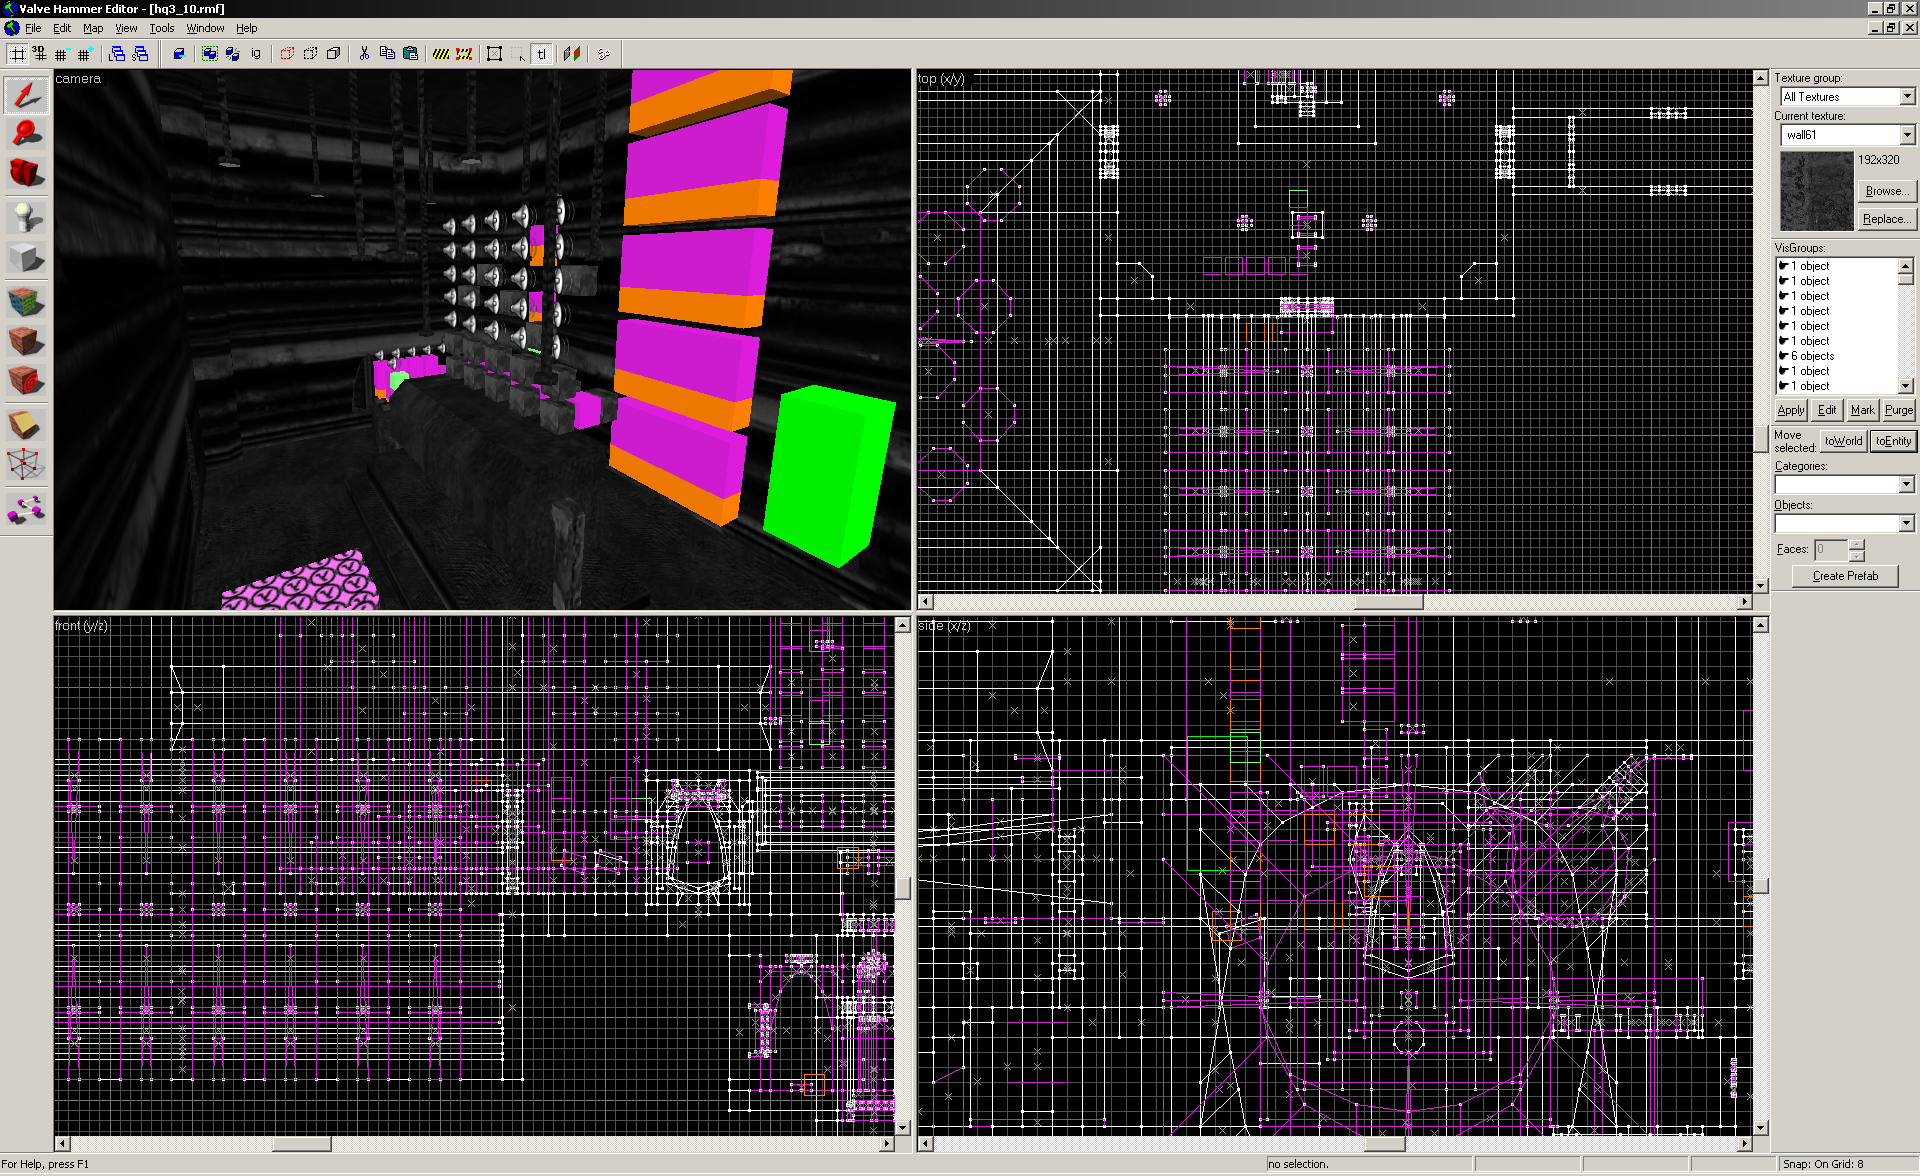 Valve Hammer Editor - [hq3_10.rmf]
File Edit Map View Tools Window Help
3D ig tl
camera
top (x/y)
front (y/z)
side (x/z)
Texture group:
All Textures
Current texture:
wall61
192x320
Browse...
Replace...
VisGroups:
1 object
1 object
1 object
1 object
1 object
1 object
6 objects
1 object
1 object
Apply Edit Mark Purge
Move
selected: toWorld toEntity
Categories:
Objects:
Faces: 0
Create Prefab
For Help, press F1
no selection.
Snap: On Grid: 8